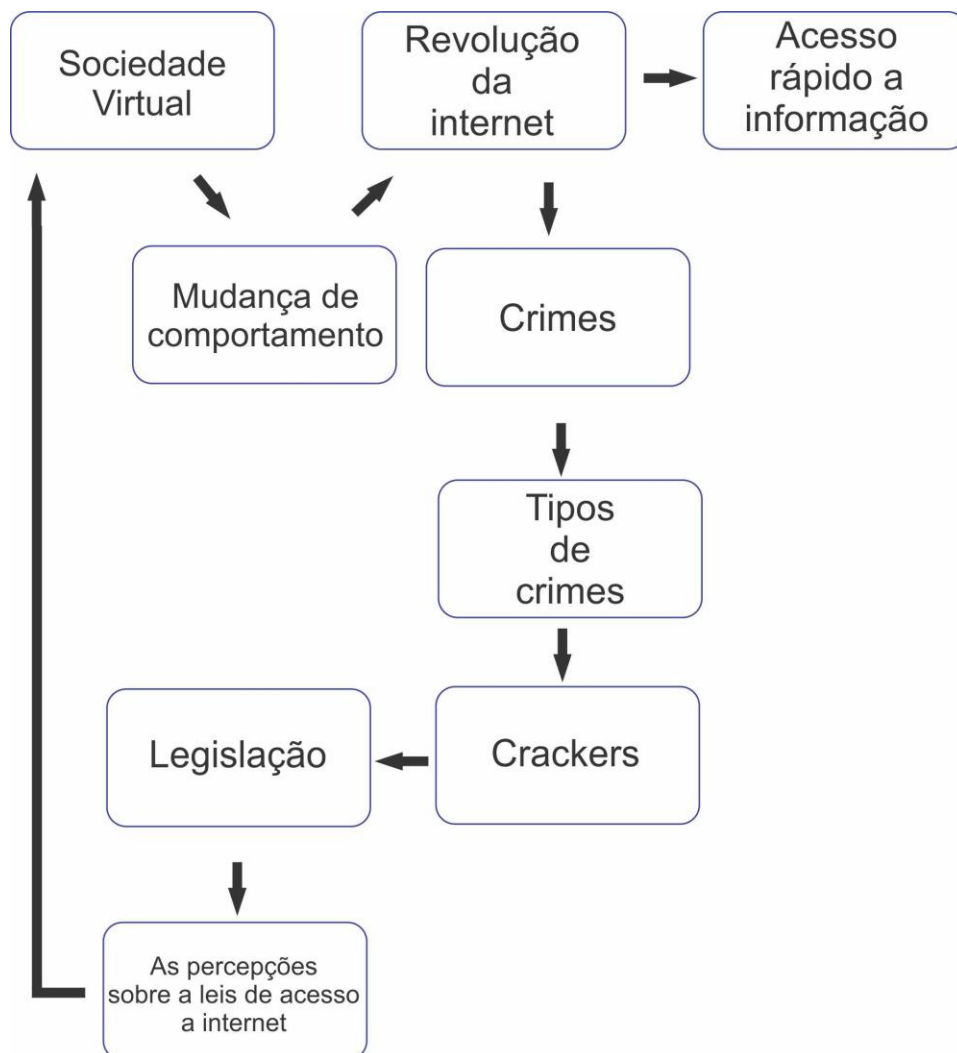 Sociedade
Virtual
Revolução
da
internet
Acesso
rápido a
informação
Mudança de
comportamento
Crimes
Tipos
de
crimes
Legislação
Crackers
As percepções
sobre a leis de acesso
a internet